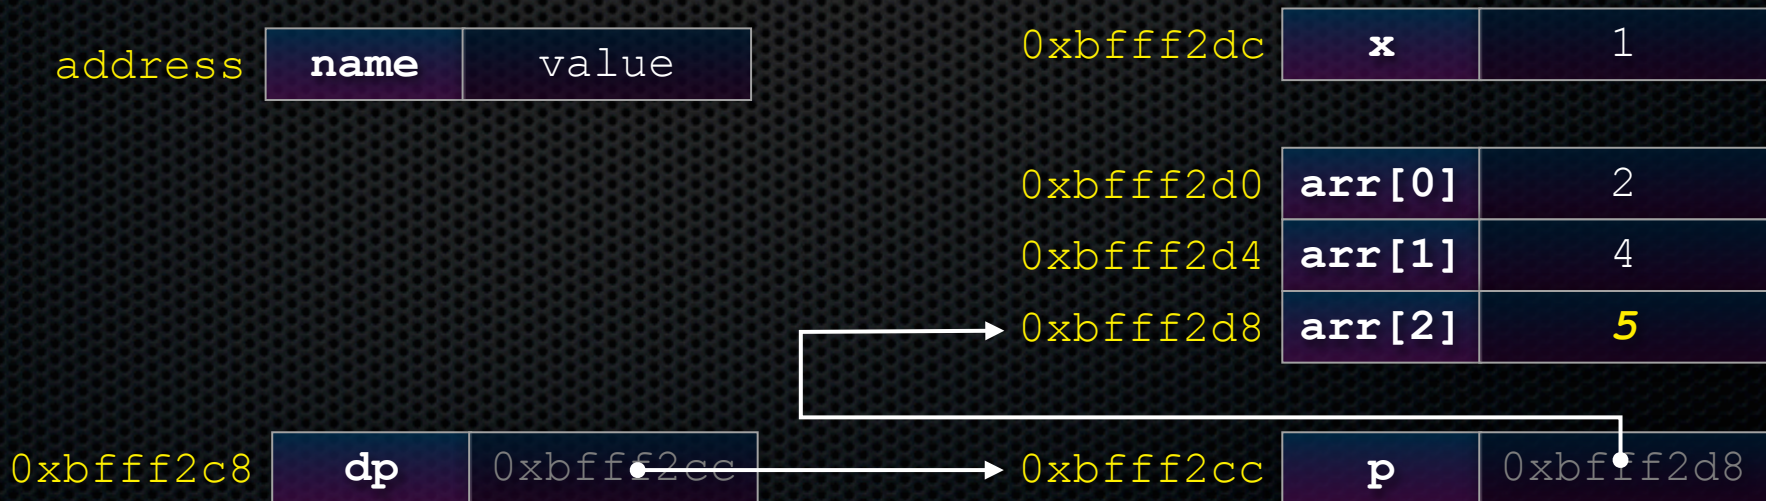 address name value
0xbfff2dc x 1
0xbfff2d0 arr[0] 2
0xbfff2d4 arr[1] 4
0xbfff2d8 arr[2] 5
0xbfff2c8 dp 0xbfff2cc
0xbfff2cc p 0xbfff2d8